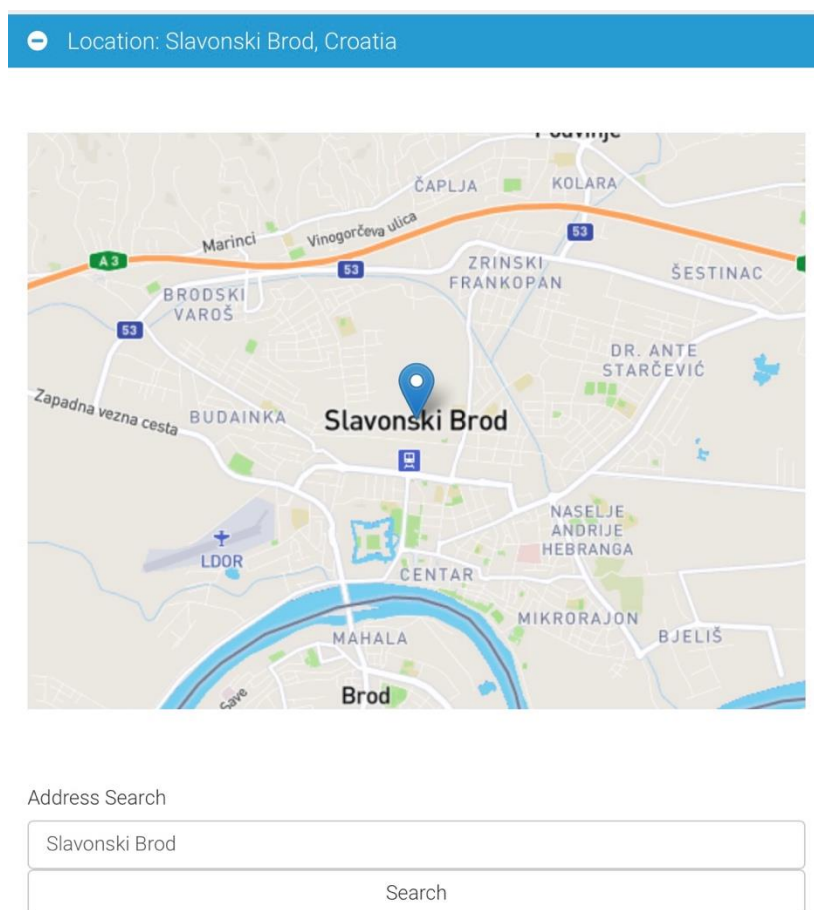 Location: Slavonski Brod, Croatia
Podvinje
ČAPLJA
KOLARA
Marinci
Vinogorčeva ulica
53
A3
53
ZRINSKI
FRANKOPAN
ŠESTINAC
BRODSKI
VAROŠ
53
DR. ANTE
STARČEVIĆ
Zapadna vezna cesta
BUDAINKA
Slavonski Brod
NASELJE
ANDRIJE
HEBRANGA
LDOR
CENTAR
MIKRORAJON
MAHALA
BJELIŠ
Save
Brod
Address Search
Slavonski Brod
Search